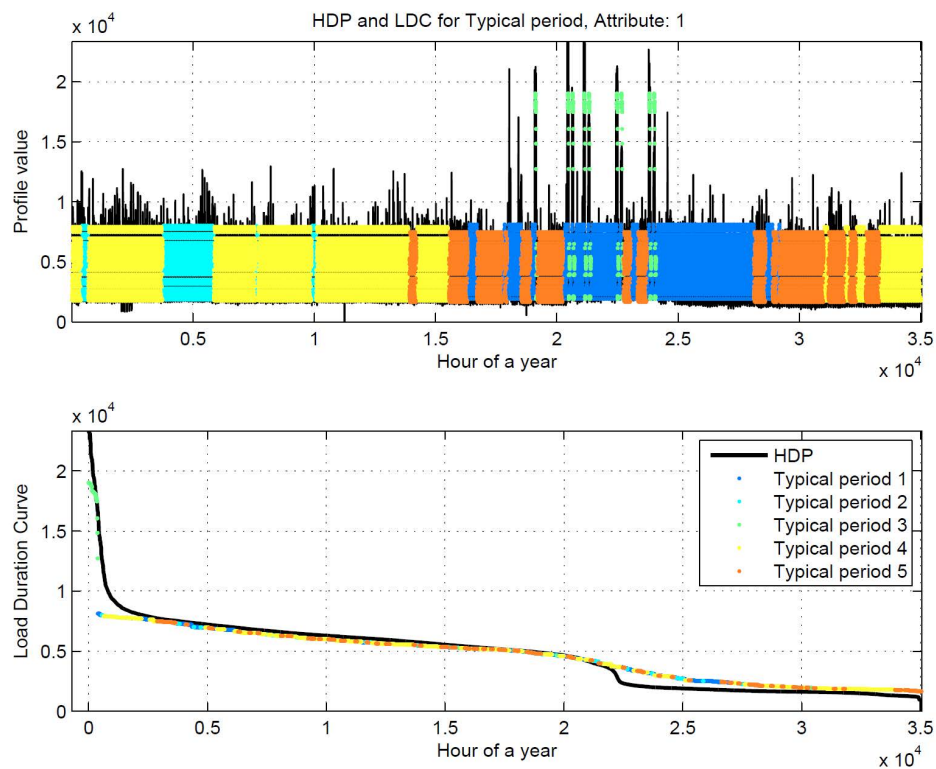 HDP and LDC for Typical period, Attribute: 1
x 10^4
2
1.5
1
0.5
0
Profile value
0.5
1
1.5
2
2.5
3
3.5
Hour of a year
x 10^4
x 10^4
2
1.5
1
0.5
0
Load Duration Curve
HDP
Typical period 1
Typical period 2
Typical period 3
Typical period 4
Typical period 5
0
0.5
1
1.5
2
2.5
3
3.5
Hour of a year
x 10^4